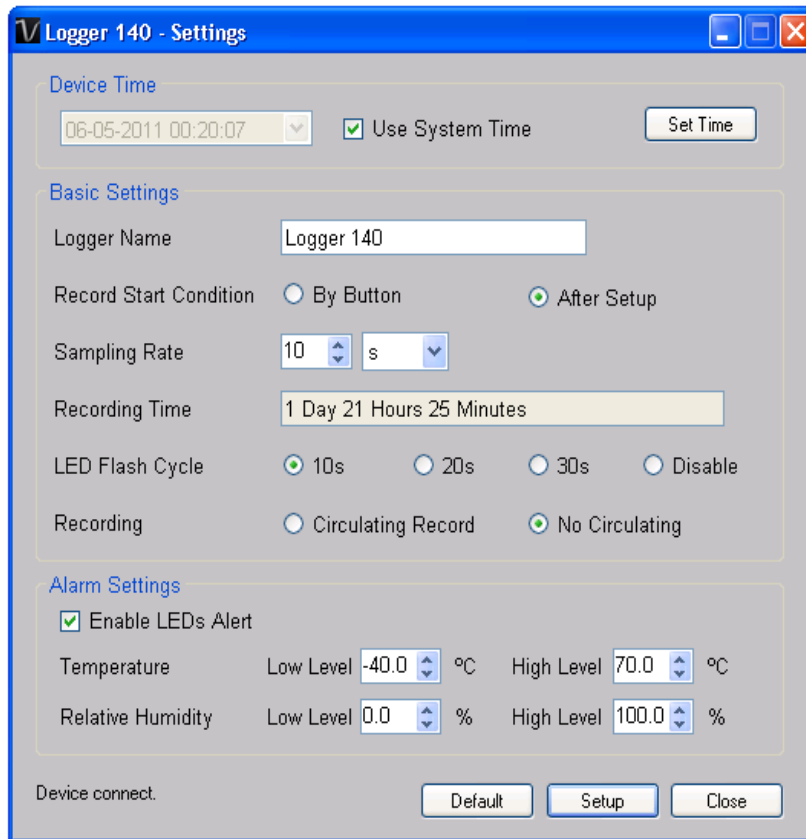 Logger 140 - Settings
Device Time
06-05-2011 00:20:07 Use System Time Set Time
Basic Settings
Logger Name Logger 140
Record Start Condition By Button After Setup
Sampling Rate 10 s
Recording Time 1 Day 21 Hours 25 Minutes
LED Flash Cycle 10s 20s 30s Disable
Recording Circulating Record No Circulating
Alarm Settings
Enable LEDs Alert
Temperature Low Level -40.0 ºC High Level 70.0 ºC
Relative Humidity Low Level 0.0 % High Level 100.0 %
Device connect. Default Setup Close